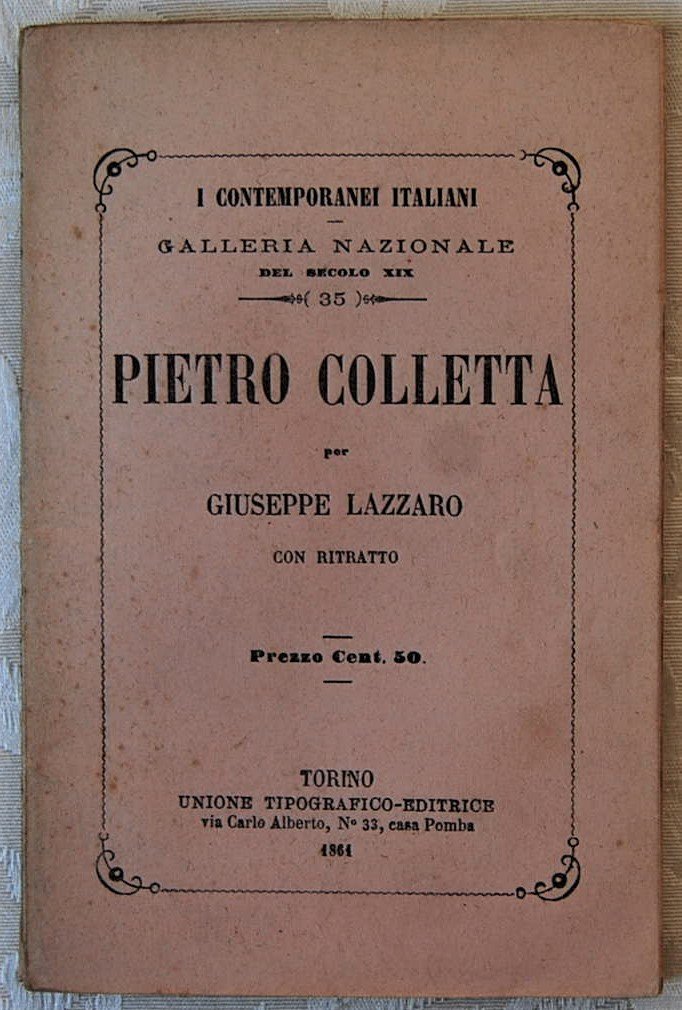 I CONTEMPORANEI ITALIANI
GALLERIA NAZIONALE
DEL SECOLO XIX
( 35 )
PIETRO COLLETTA
per
GIUSEPPE LAZZARO
CON RITRATTO
Prezzo Cent. 50.
TORINO
UNIONE TIPOGRAFICO-EDITRICE
via Carlo Alberto, Nº 33, casa Pomba
1861